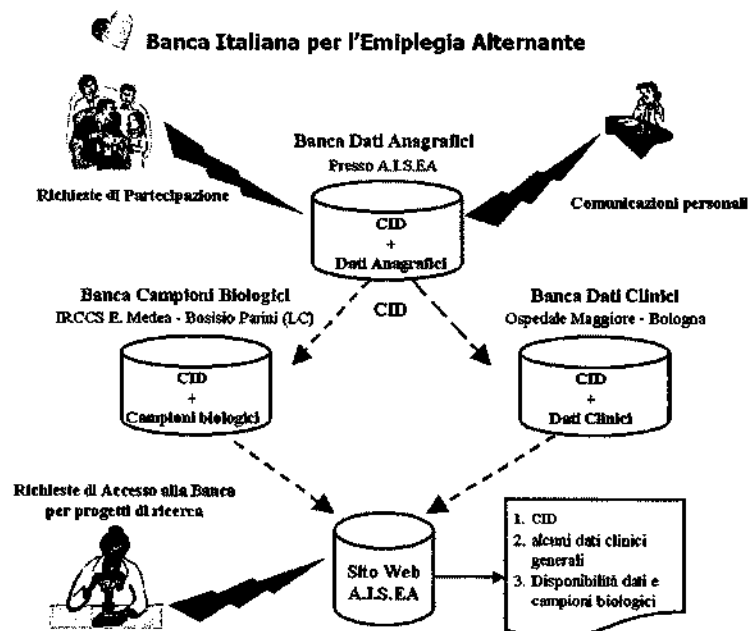 Banca Italiana per l'Emiplegia Alternante
Banca Dati Anagrafici
Presso A.I.S.EA
Richieste di Partecipazione
Comunicazioni personali
CID
+
Dati Anagrafici
Banca Campioni Biologici
IRCCS E. Medea - Bosisio Parini (LC)
CID
Banca Dati Clinici
Ospedale Maggiore - Bologna
CID
+
Campioni biologici
CID
+
Dati Clinici
Richieste di Accesso alla Banca
per progetti di ricerca
Sito Web
A.I.S.EA
1. CID
2. alcuni dati clinici
generali
3. Disponibilità dati e
campioni biologici